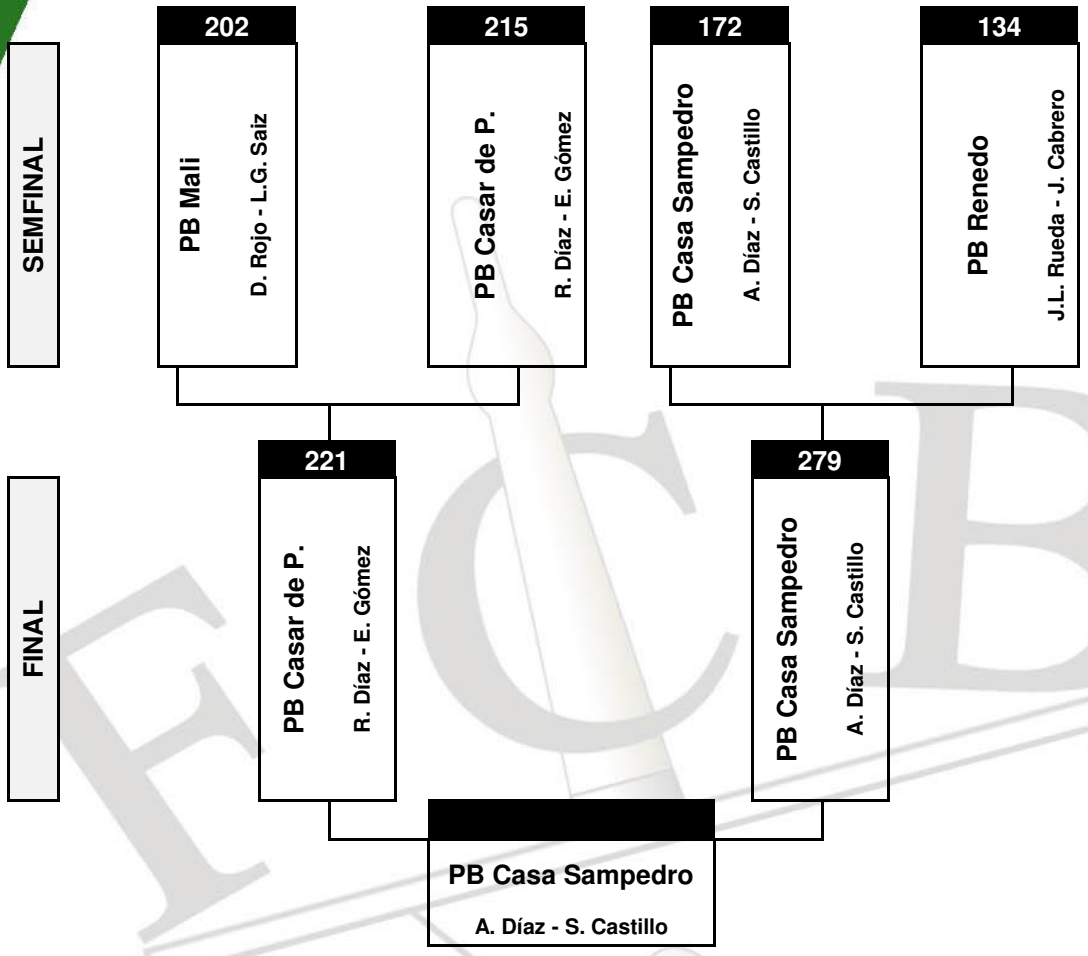 202
215
172
134
SEMFINAL
PB Mali
D. Rojo - L.G. Saiz
PB Casar de P.
R. Díaz - E. Gómez
PB Casa Sampedro
A. Díaz - S. Castillo
PB Renedo
J.L. Rueda - J. Cabrero
221
279
FINAL
PB Casar de P.
R. Díaz - E. Gómez
PB Casa Sampedro
A. Díaz - S. Castillo
PB Casa Sampedro
A. Díaz - S. Castillo
FCB